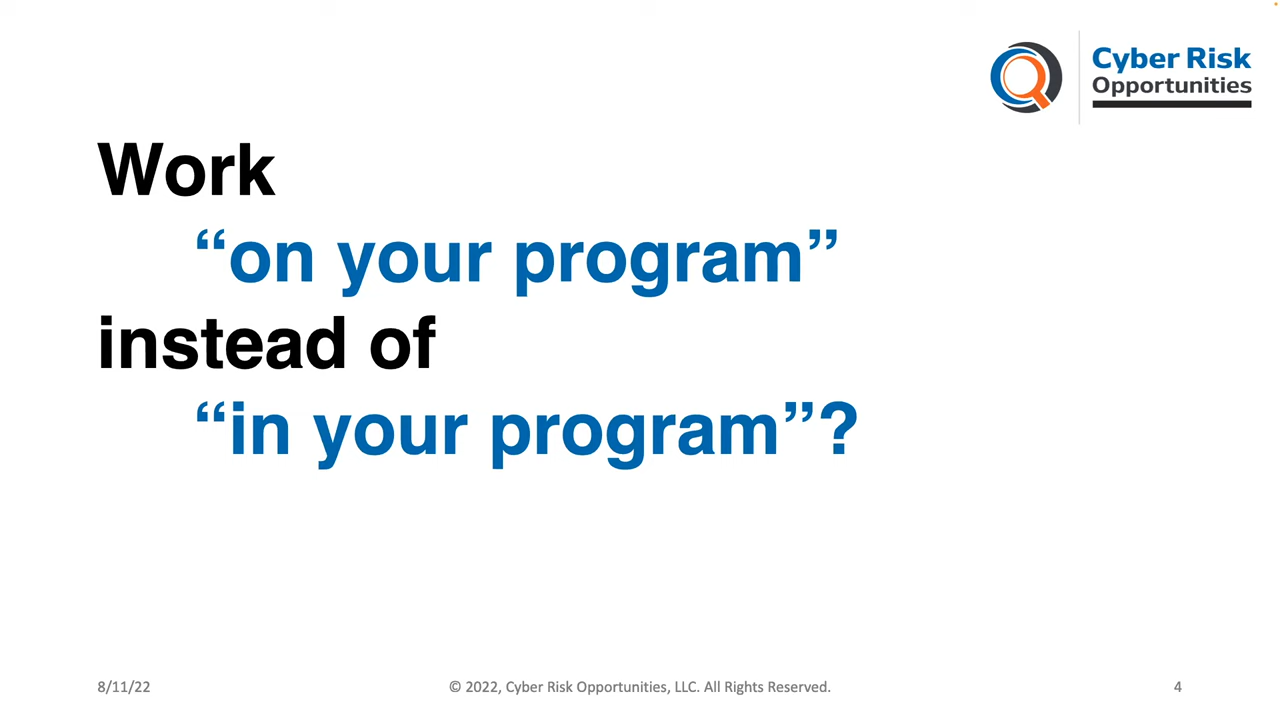 Cyber Risk
Opportunities
Work
“on your program”
instead of
“in your program”?
8/11/22
© 2022, Cyber Risk Opportunities, LLC. All Rights Reserved.
4